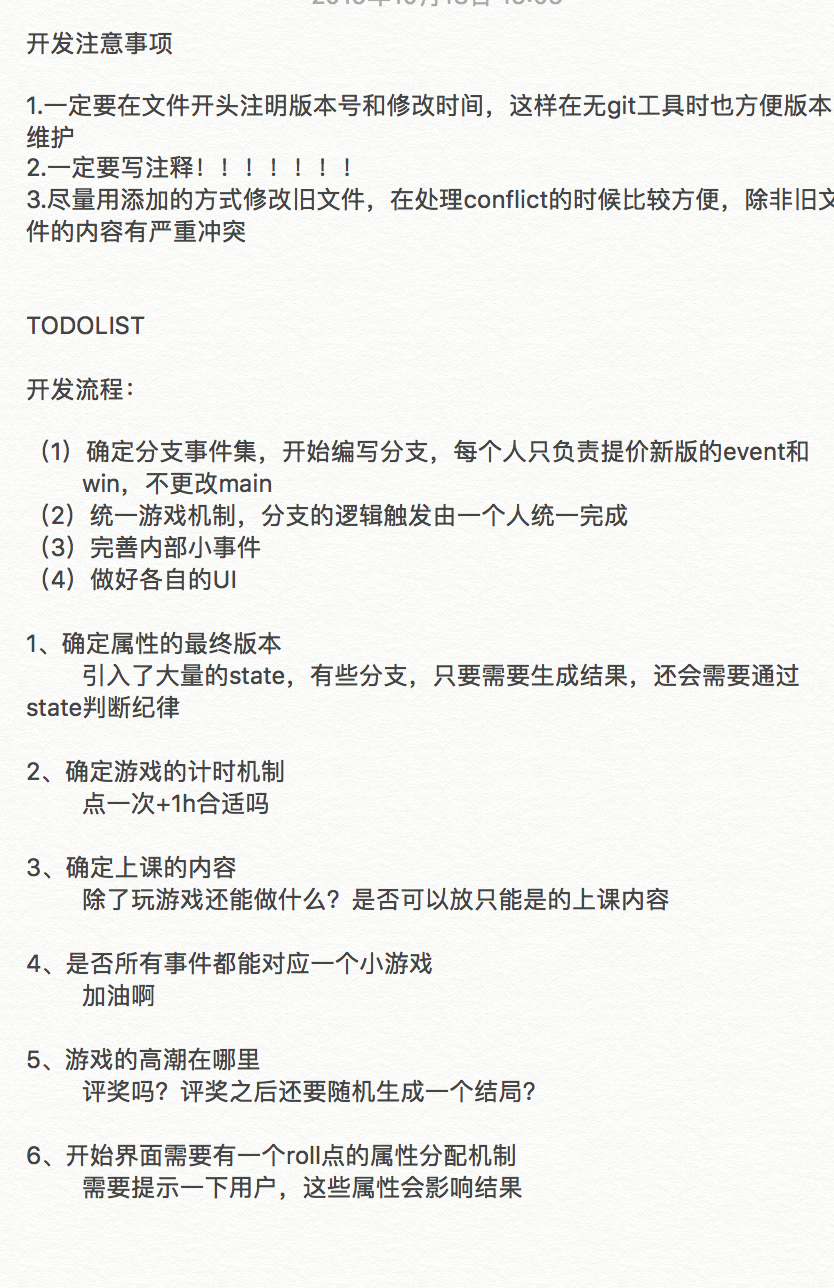 开发注意事项
1.一定要在文件开头注明版本号和修改时间，这样在无git工具时也方便版本
维护
2.一定要写注释！！！！！！！
3.尽量用添加的方式修改旧文件，在处理conflict的时候比较方便，除非旧文
件的内容有严重冲突
TODOLIST
开发流程：
（1）确定分支事件集，开始编写分支，每个人只负责提价新版的event和
win，不更改main
（2）统一游戏机制，分支的逻辑触发由一个人统一完成
（3）完善内部小事件
（4）做好各自的UI
1、确定属性的最终版本
引入了大量的state，有些分支，只要需要生成结果，还会需要通过
state判断纪律
2、确定游戏的计时机制
点一次+1h合适吗
3、确定上课的内容
除了玩游戏还能做什么？是否可以放只能是的上课内容
4、是否所有事件都能对应一个小游戏
加油啊
5、游戏的高潮在哪里
评奖吗？评奖之后还要随机生成一个结局？
6、开始界面需要有一个roll点的属性分配机制
需要提示一下用户，这些属性会影响结果